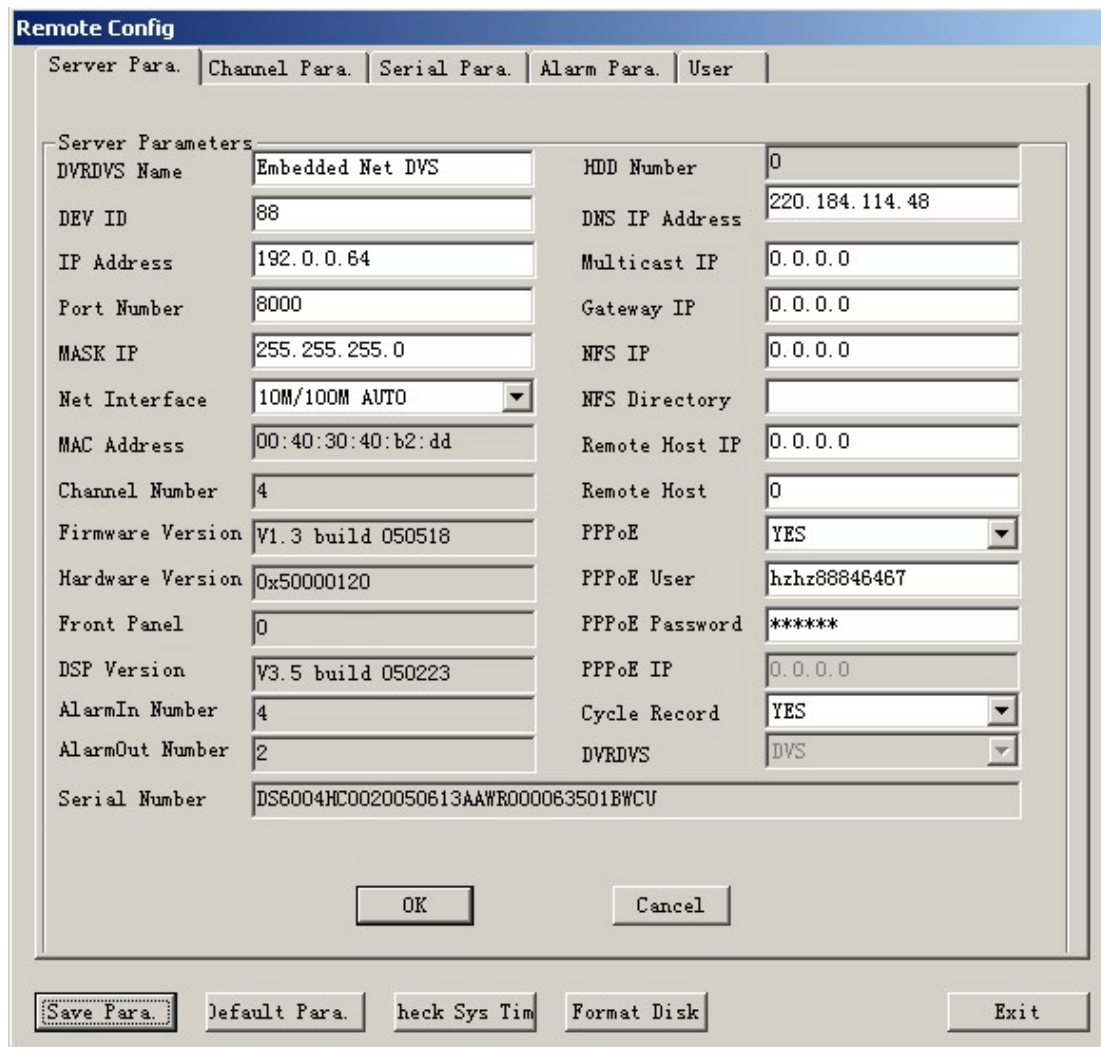 Remote Config
Server Para. Channel Para. Serial Para. Alarm Para. User
Server Parameters
DVRDVS Name Embedded Net DVS HDD Number 0
DEV ID 88 DNS IP Address 220.184.114.48
IP Address 192.0.0.64 Multicast IP 0.0.0.0
Port Number 8000 Gateway IP 0.0.0.0
MASK IP 255.255.255.0 NFS IP 0.0.0.0
Net Interface 10M/100M AUTO NFS Directory
MAC Address 00:40:30:40:b2:dd Remote Host IP 0.0.0.0
Channel Number 4 Remote Host 0
Firmware Version V1.3 build 050518 PPPoE YES
Hardware Version 0x50000120 PPPoE User hzhz88846467
Front Panel 0 PPPoE Password ******
DSP Version V3.5 build 050223 PPPoE IP 0.0.0.0
AlarmIn Number 4 Cycle Record YES
AlarmOut Number 2 DVRDVS DVS
Serial Number DS6004HC0020050613AAWR000063501BWCU
OK Cancel
Save Para. Default Para. heck Sys Tim Format Disk Exit